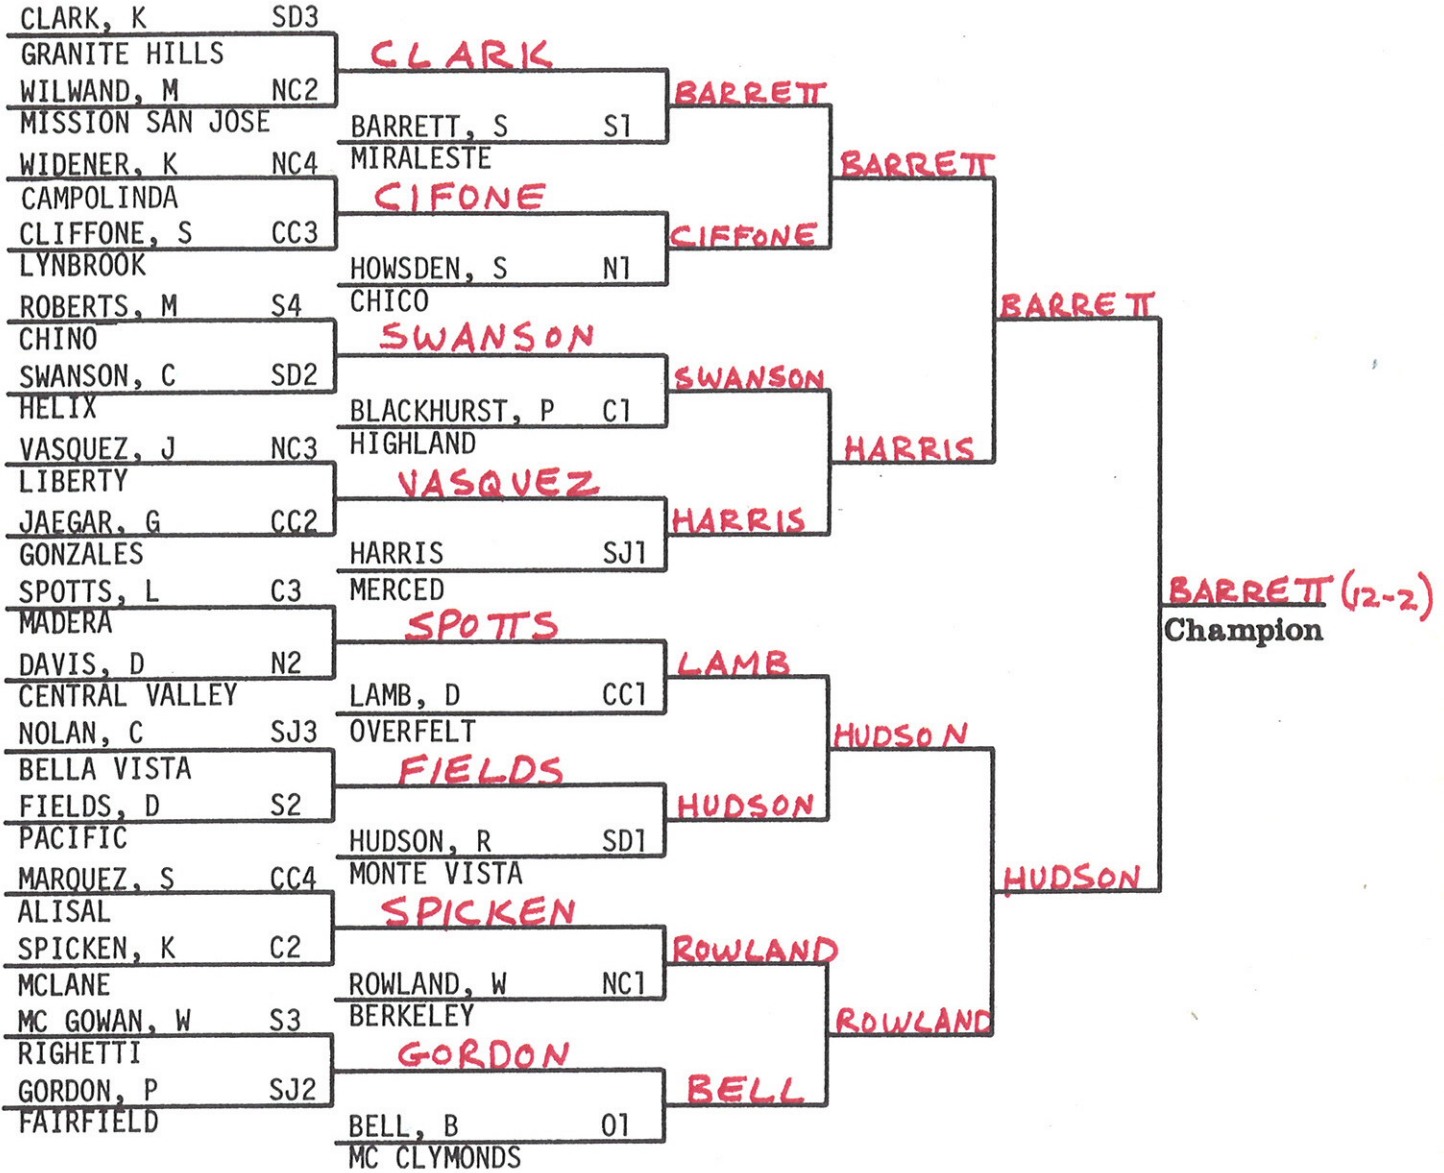 CLARK, K SD3
GRANITE HILLS
CLARK
WILWAND, M NC2
BARRETT
MISSION SAN JOSE
BARRETT, S S1
MIRALESTE
WIDENER, K NC4
BARRETT
CAMPOLINDA
CIFONE
CLIFFONE, S CC3
CIFFONE
LYNBROOK
HOWSDEN, S N1
CHICO
ROBERTS, M S4
BARRETT
CHINO
SWANSON
SWANSON, C SD2
SWANSON
HELIX
BLACKHURST, P C1
HIGHLAND
VASQUEZ, J NC3
HARRIS
LIBERTY
VASQUEZ
JAEGAR, G CC2
HARRIS
GONZALES
HARRIS SJ1
MERCED
SPOTTS, L C3
BARRETT (12-2)
Champion
MADERA
SPOTTS
DAVIS, D N2
LAMB
CENTRAL VALLEY
LAMB, D CC1
OVERFELT
NOLAN, C SJ3
HUDSON
BELLA VISTA
FIELDS
FIELDS, D S2
HUDSON
PACIFIC
HUDSON, R SD1
MONTE VISTA
MARQUEZ, S CC4
HUDSON
ALISAL
SPICKEN
SPICKEN, K C2
ROWLAND
MCLANE
ROWLAND, W NC1
BERKELEY
MC GOWAN, W S3
ROWLAND
RIGHETTI
GORDON
GORDON, P SJ2
BELL
FAIRFIELD
BELL, B O1
MC CLYMONDS